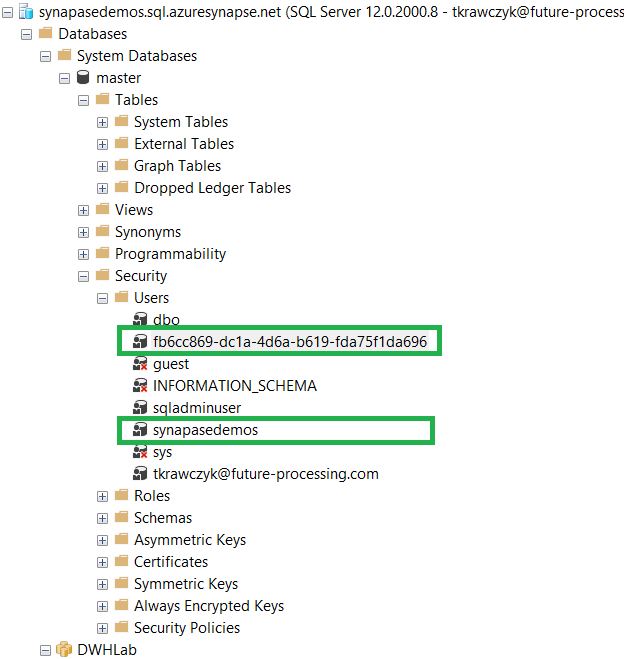 synapasedemos.sql.azuresynapse.net (SQL Server 12.0.2000.8 - tkrawczyk@future-process
Databases
System Databases
master
Tables
System Tables
External Tables
Graph Tables
Dropped Ledger Tables
Views
Synonyms
Programmability
Security
Users
dbo
fb6cc869-dc1a-4d6a-b619-fda75f1da696
guest
INFORMATION_SCHEMA
sqladminuser
synapasedemos
sys
tkrawczyk@future-processing.com
Roles
Schemas
Asymmetric Keys
Certificates
Symmetric Keys
Always Encrypted Keys
Security Policies
DWHLab